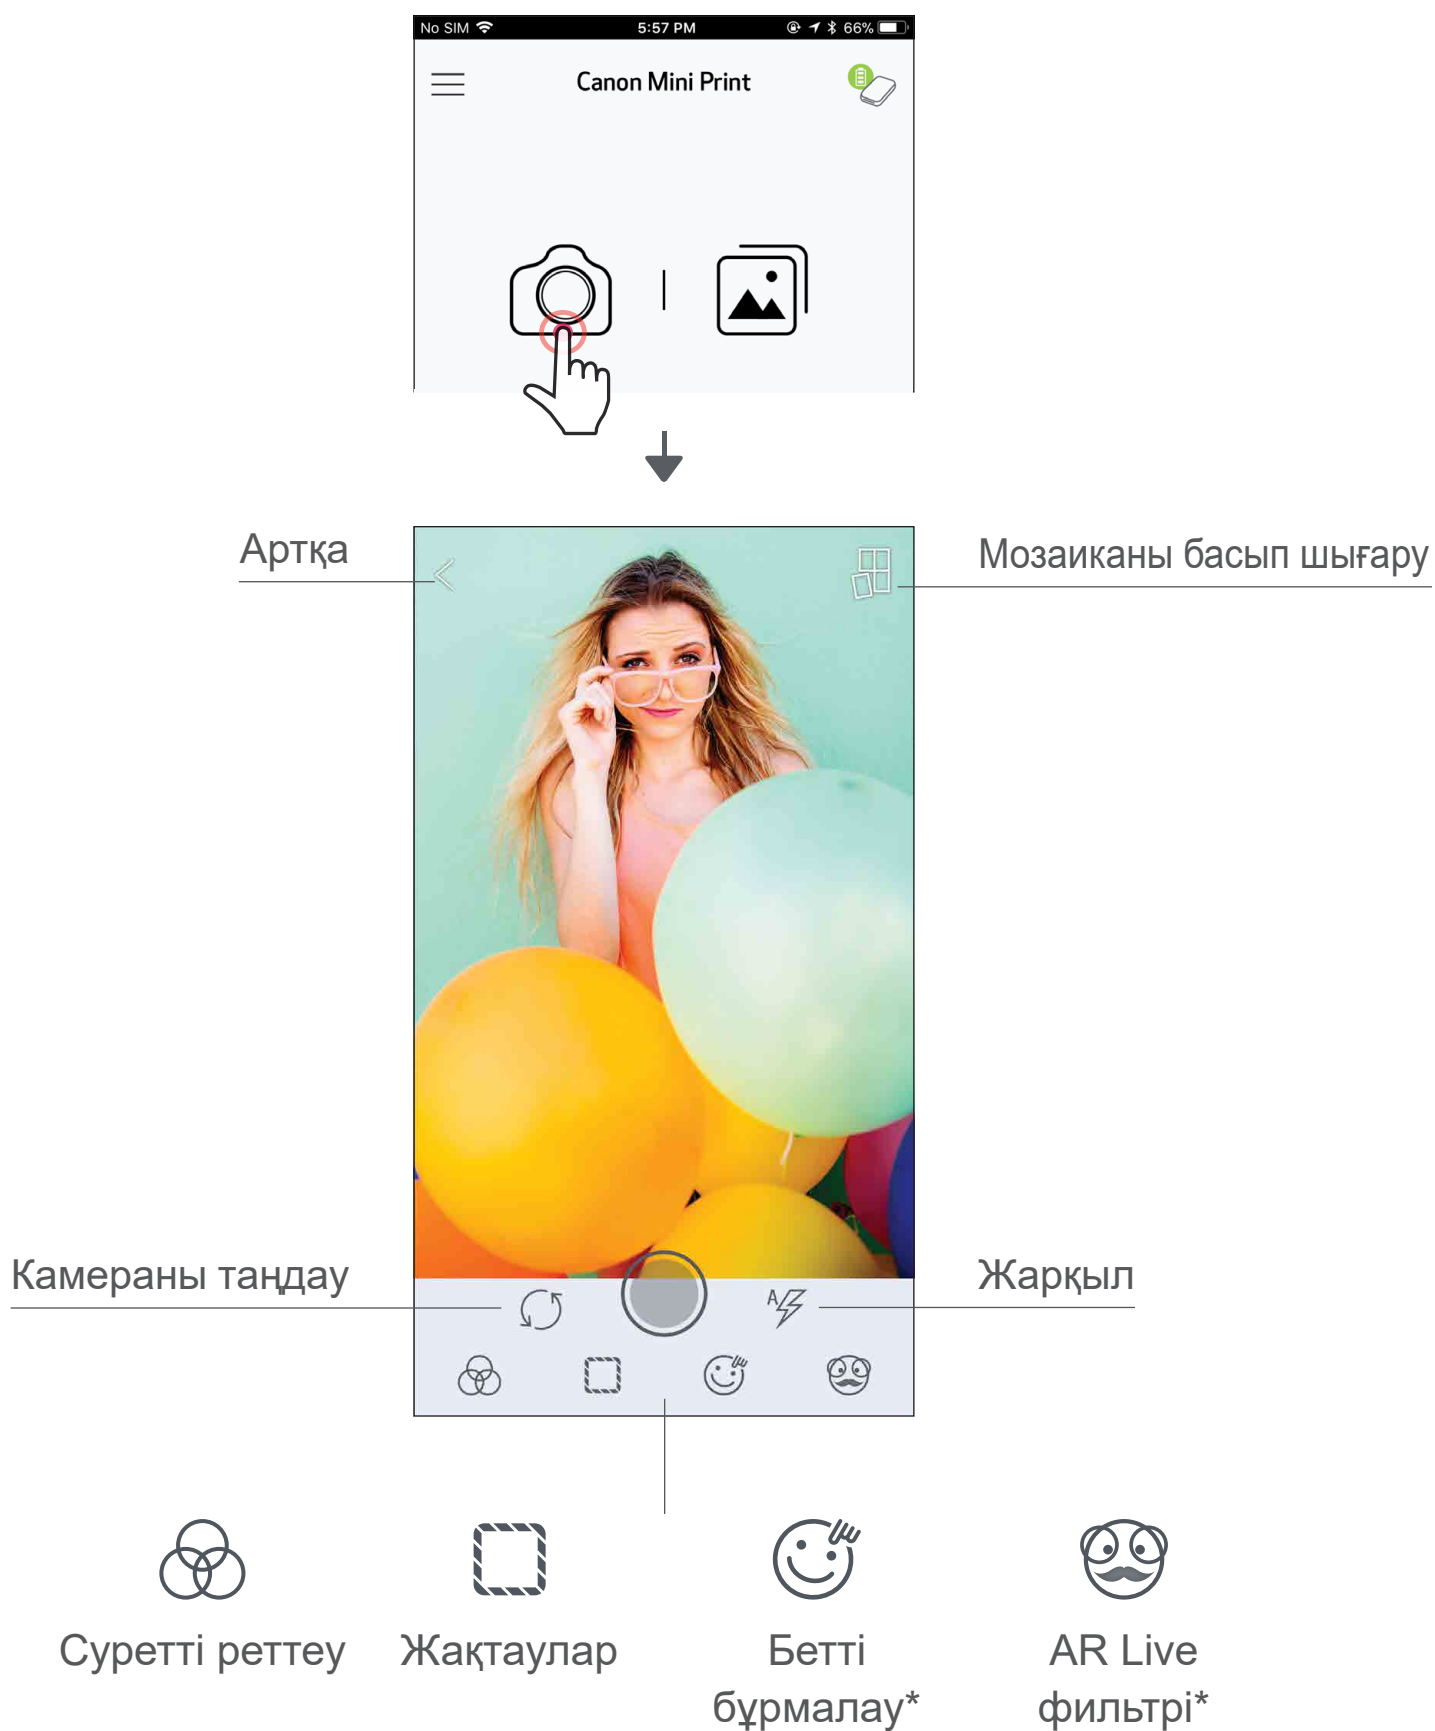 No SIM 5:57 PM 66%
Canon Mini Print
Артқа
Мозаиканы басып шығару
Камераны таңдау
Жарқыл
A
Суретті реттеу
Жақтаулар
Бетті
бұрмалау*
AR Live
фильтрі*